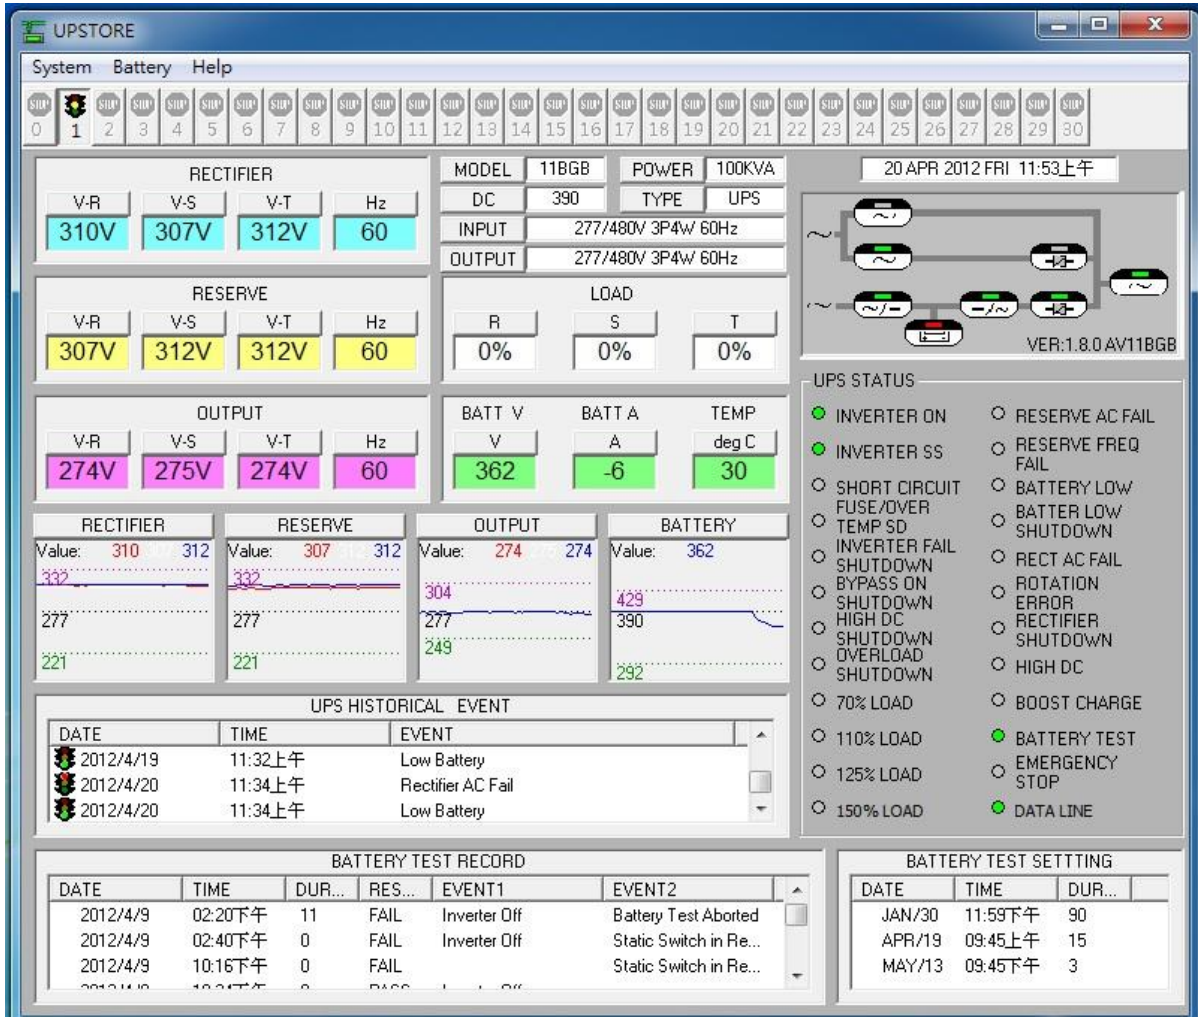 UPSTORE
System Battery Help
0 1 2 3 4 5 6 7 8 9 10 11 12 13 14 15 16 17 18 19 20 21 22 23 24 25 26 27 28 29 30
RECTIFIER
V-R V-S V-T Hz
310V 307V 312V 60
MODEL 11BGB POWER 100KVA
DC 390 TYPE UPS
INPUT 277/480V 3P4W 60Hz
OUTPUT 277/480V 3P4W 60Hz
20 APR 2012 FRI 11:53上午
VER:1.8.0 AV11BGB
RESERVE
V-R V-S V-T Hz
307V 312V 312V 60
LOAD
R S T
0% 0% 0%
OUTPUT
V-R V-S V-T Hz
274V 275V 274V 60
BATT V BATT A TEMP
V A deg C
362 -6 30
RECTIFIER
Value: 310 307 312
332
277
221
RESERVE
Value: 307 312 312
332
277
221
OUTPUT
Value: 274 275 274
304
277
249
BATTERY
Value: 362
429
390
292
UPS STATUS
INVERTER ON
INVERTER SS
SHORT CIRCUIT
FUSE/OVER
TEMP SD
INVERTER FAIL
SHUTDOWN
BYPASS ON
SHUTDOWN
HIGH DC
SHUTDOWN
OVERLOAD
SHUTDOWN
70% LOAD
110% LOAD
125% LOAD
150% LOAD
RESERVE AC FAIL
RESERVE FREQ
FAIL
BATTERY LOW
BATTER LOW
SHUTDOWN
RECT AC FAIL
ROTATION
ERROR
RECTIFIER
SHUTDOWN
HIGH DC
BOOST CHARGE
BATTERY TEST
EMERGENCY
STOP
DATA LINE
UPS HISTORICAL EVENT
DATE TIME EVENT
2012/4/19 11:32上午 Low Battery
2012/4/20 11:34上午 Rectifier AC Fail
2012/4/20 11:34上午 Low Battery
BATTERY TEST RECORD
DATE TIME DUR... RES... EVENT1 EVENT2
2012/4/9 02:20下午 11 FAIL Inverter Off Battery Test Aborted
2012/4/9 02:40下午 0 FAIL Inverter Off Static Switch in Re...
2012/4/9 10:16下午 0 FAIL Static Switch in Re...
BATTERY TEST SETTTING
DATE TIME DUR...
JAN/30 11:59下午 90
APR/19 09:45上午 15
MAY/13 09:45下午 3